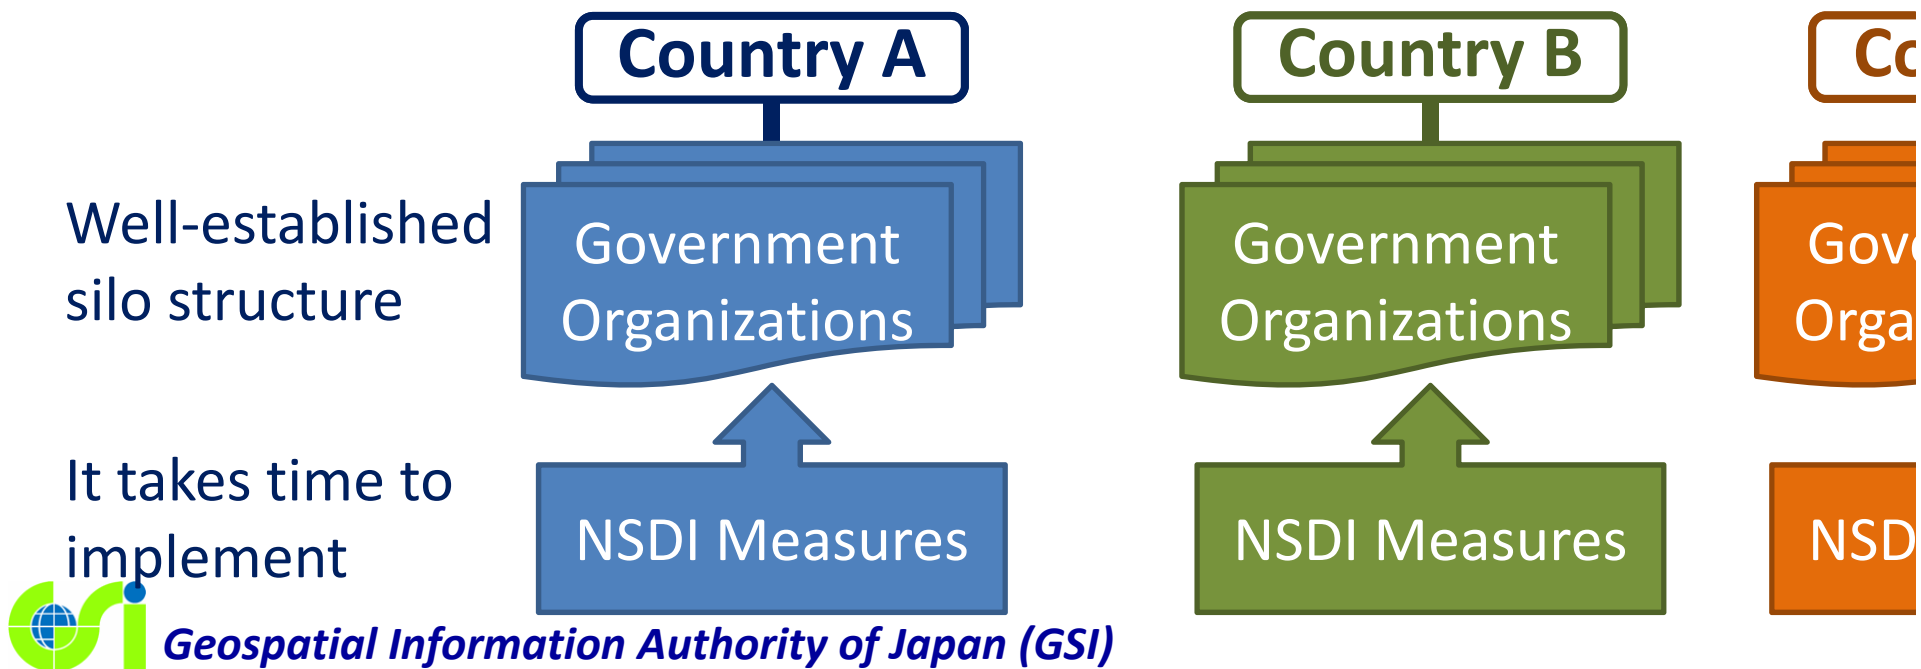 Country A
Country B
Well-established
silo structure
Government
Organizations
Government
Organizations
It takes time to
implement
NSDI Measures
NSDI Measures
Geospatial Information Authority of Japan (GSI)